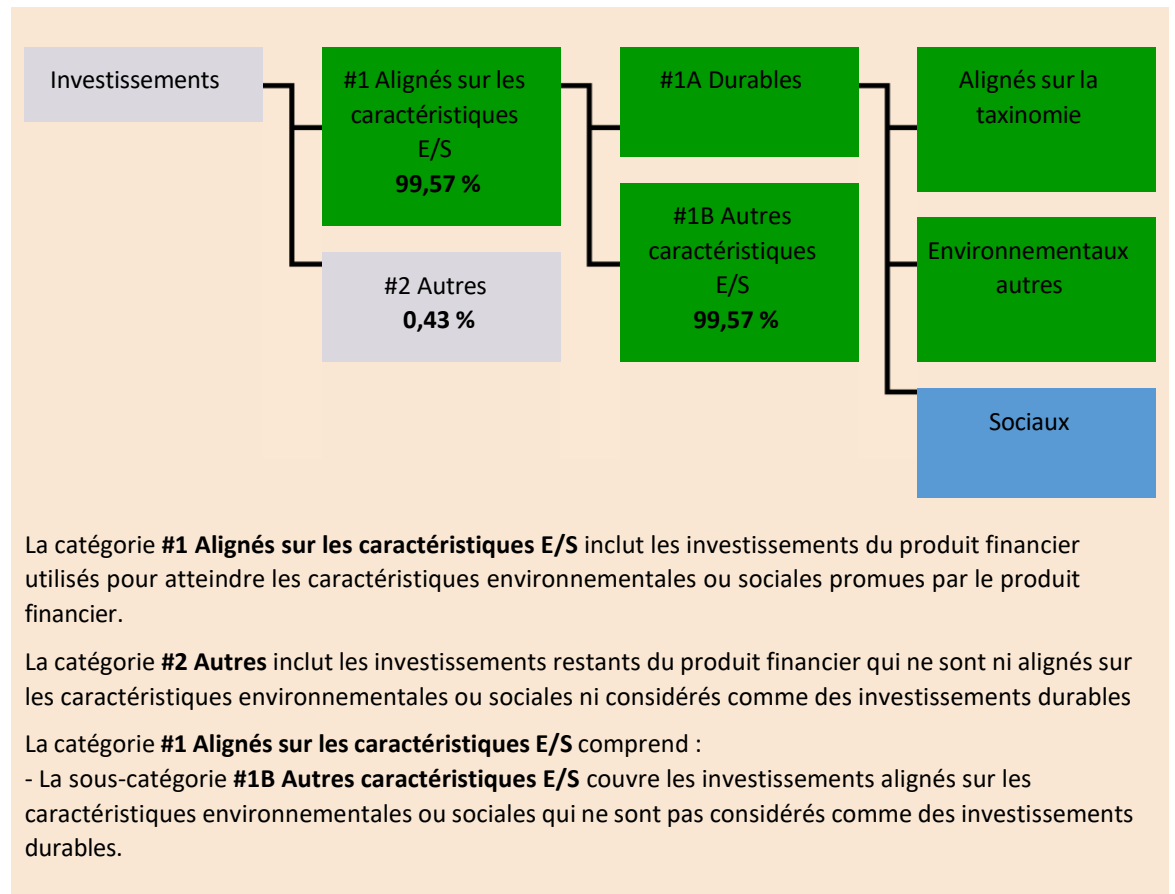 Investissements
#1 Alignés sur les
caractéristiques
E/S
99,57 %
#2 Autres
0,43 %
#1A Durables
#1B Autres
caractéristiques
E/S
99,57 %
Alignés sur la
taxinomie
Environnementaux
autres
Sociaux
La catégorie #1 Alignés sur les caractéristiques E/S inclut les investissements du produit financier
utilisés pour atteindre les caractéristiques environnementales ou sociales promues par le produit
financier.
La catégorie #2 Autres inclut les investissements restants du produit financier qui ne sont ni alignés sur
les caractéristiques environnementales ou sociales ni considérés comme des investissements durables
La catégorie #1 Alignés sur les caractéristiques E/S comprend :
- La sous-catégorie #1B Autres caractéristiques E/S couvre les investissements alignés sur les
caractéristiques environnementales ou sociales qui ne sont pas considérés comme des investissements
durables.